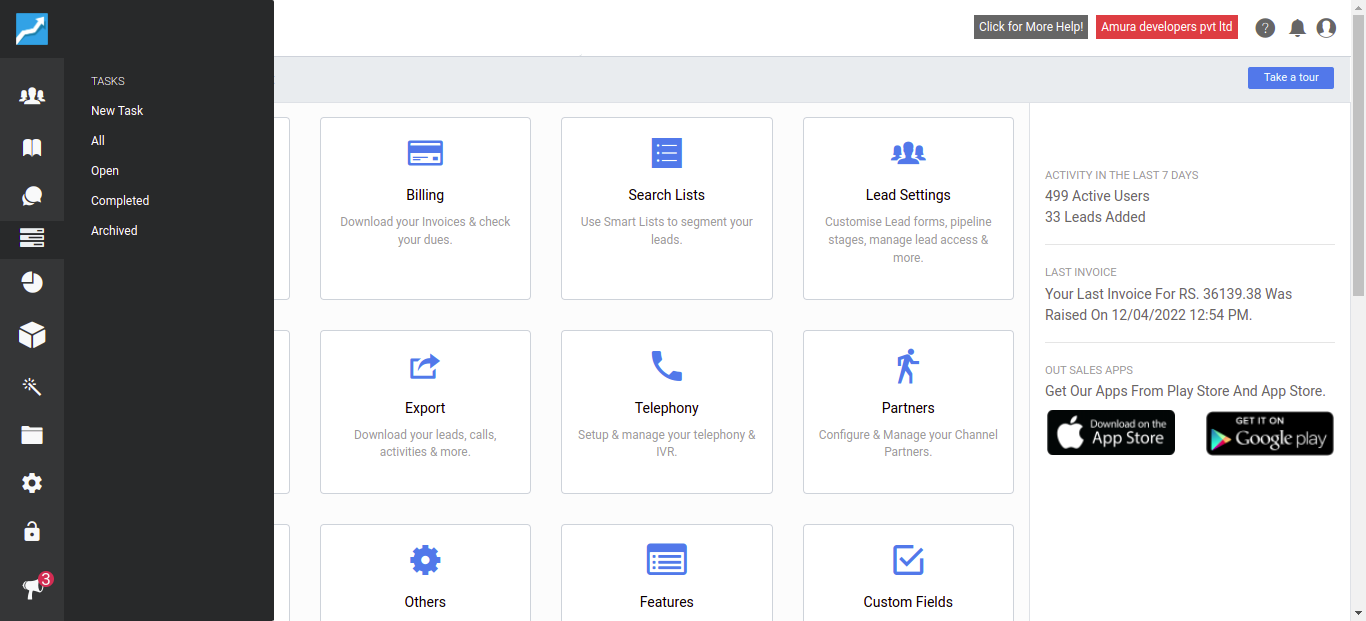 Click for More Help!
Amura developers pvt ltd
?
Take a tour
TASKS
New Task
All
Open
Completed
Archived
3
Billing
Download your Invoices & check
your dues.
Search Lists
Use Smart Lists to segment your
leads.
Lead Settings
Customise Lead forms, pipeline
stages, manage lead access &
more.
Export
Download your leads, calls,
activities & more.
Telephony
Setup & manage your telephony &
IVR.
Partners
Configure & Manage your Channel
Partners.
Others
Features
Custom Fields
ACTIVITY IN THE LAST 7 DAYS
499 Active Users
33 Leads Added
LAST INVOICE
Your Last Invoice For RS. 36139.38 Was
Raised On 12/04/2022 12:54 PM.
OUT SALES APPS
Get Our Apps From Play Store And App Store.
Download on the
App Store
GET IT ON
Google play